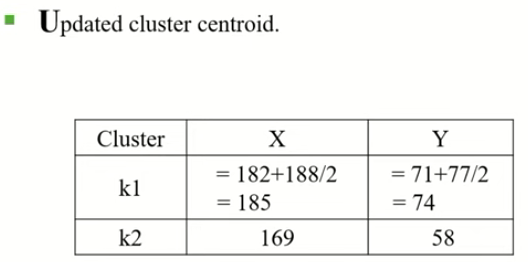 Updated cluster centroid.
Cluster X Y
k1 = 182+188/2 = 71+77/2
= 185 = 74
k2 169 58